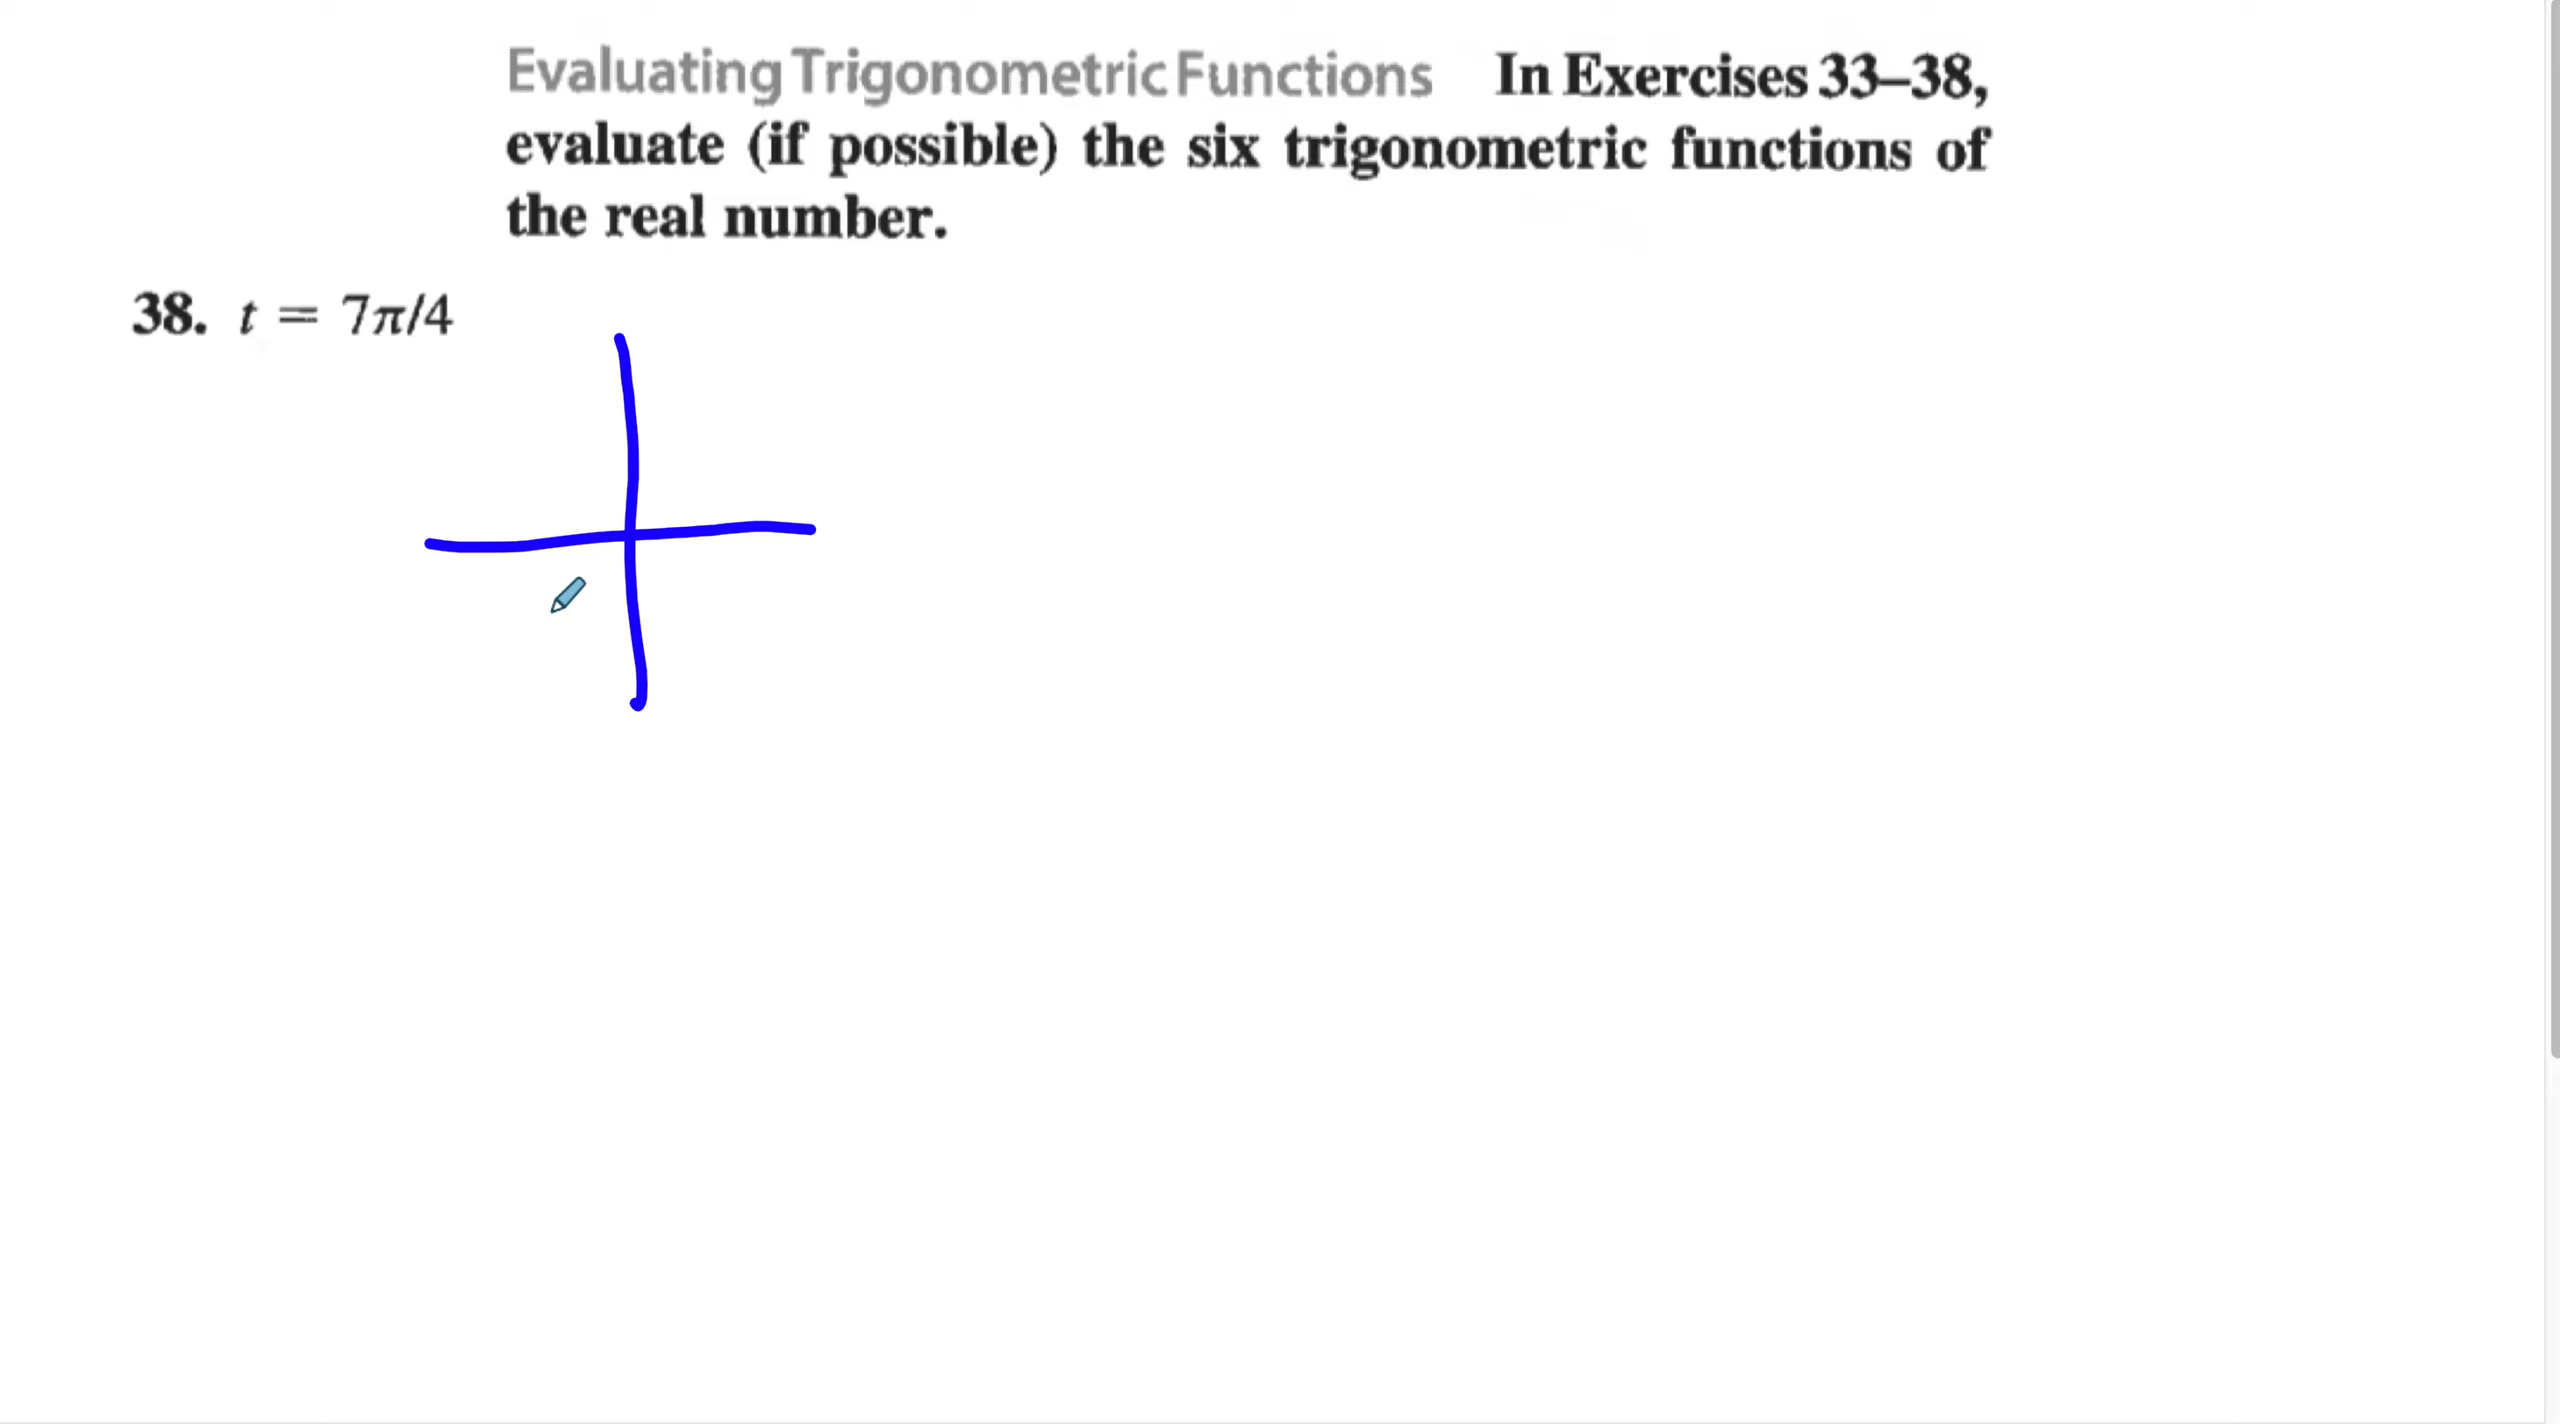 Evaluating Trigonometric Functions In Exercises 33–38,
evaluate (if possible) the six trigonometric functions of
the real number.
38. t = 7π/4